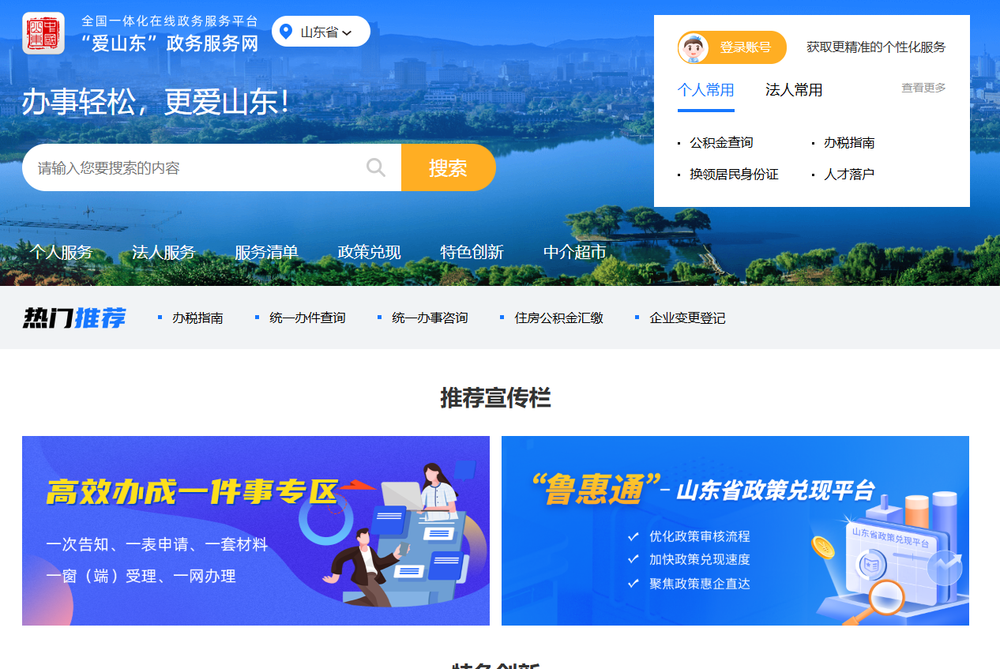 全国一体化在线政务服务平台
“爱山东”政务服务网
山东省
登录账号
获取更精准的个性化服务
办事轻松，更爱山东！
个人常用
法人常用
查看更多
公积金查询
办税指南
换领居民身份证
人才落户
请输入您要搜索的内容
搜索
个人服务
法人服务
服务清单
政策兑现
特色创新
中介超市
热门推荐
办税指南
统一办件查询
统一办事咨询
住房公积金汇缴
企业变更登记
推荐宣传栏
高效办成一件事专区
一次告知、一表申请、一套材料
一窗（端）受理、一网办理
“鲁惠通”- 山东省政策兑现平台
优化政策审核流程
加快政策兑现速度
聚焦政策惠企直达
山东省政策兑现平台
特色创新